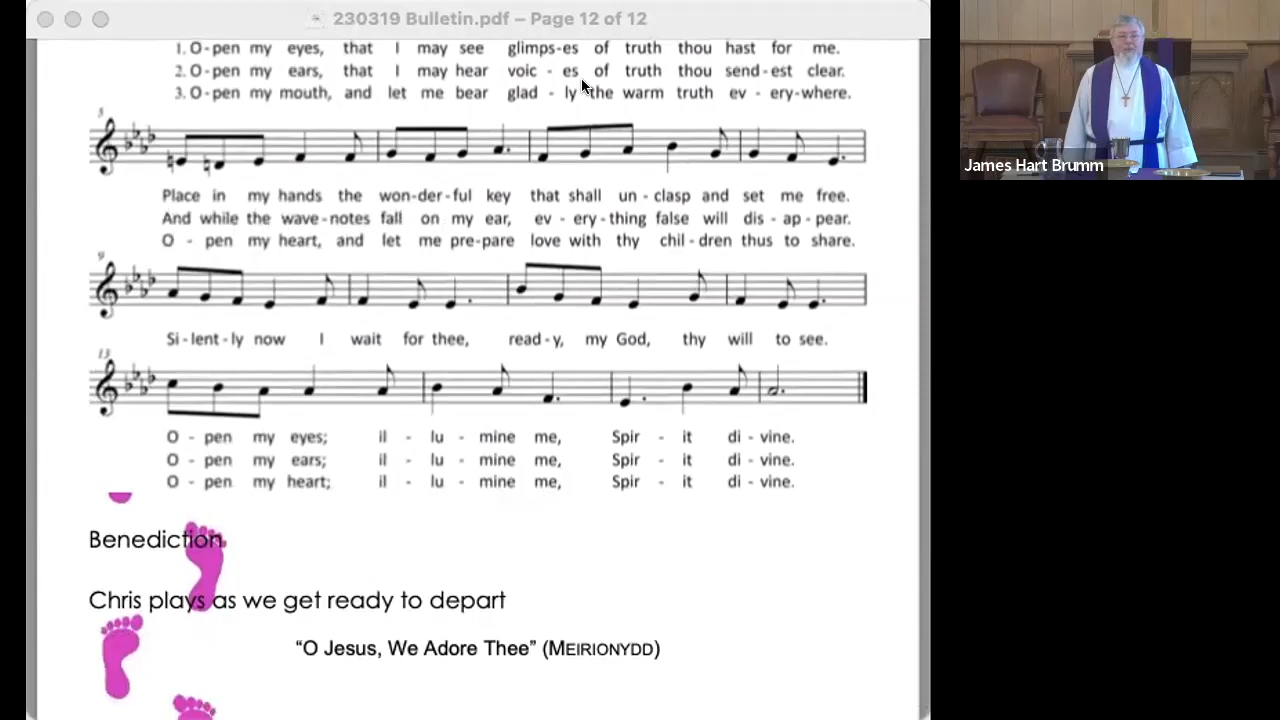 230319 Bulletin.pdf – Page 12 of 12
1. O - pen my eyes, that I may see glimps-es of truth thou hast for me.
2. O - pen my ears, that I may hear voic - es of truth thou send-est clear.
3. O - pen my mouth, and let me bear glad - ly the warm truth ev - ery-where.
5
Place in my hands the won-der-ful key that shall un-clasp and set me free.
And while the wave-notes fall on my ear, ev - ery-thing false will dis - ap - pear.
O - pen my heart, and let me pre-pare love with thy chil-dren thus to share.
9
Si-lent-ly now I wait for thee, read-y, my God, thy will to see.
13
O - pen my eyes; il - lu - mine me, Spir - it di - vine.
O - pen my ears; il - lu - mine me, Spir - it di - vine.
O - pen my heart; il - lu - mine me, Spir - it di - vine.
Benediction
Chris plays as we get ready to depart
“O Jesus, We Adore Thee” (MEIRIONYDD)
James Hart Brumm